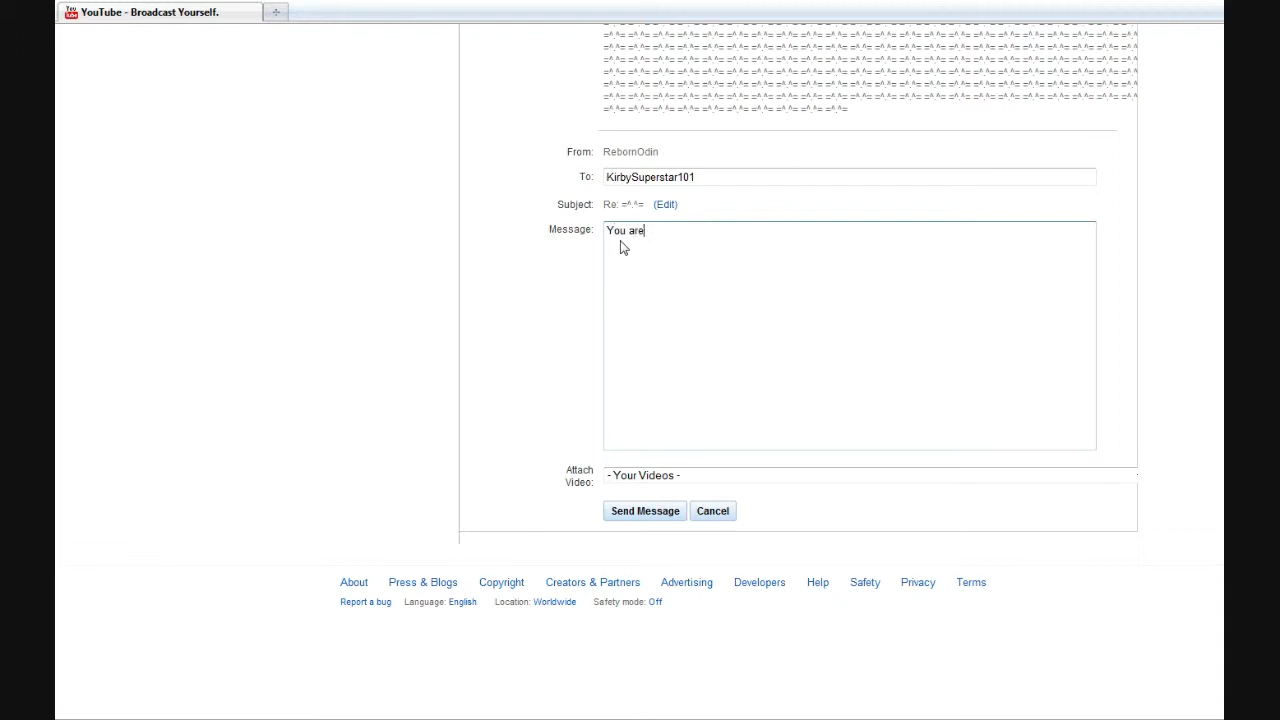 YouTube - Broadcast Yourself.
=^.^= =^.^= =^.^= =^.^= =^.^= =^.^= =^.^= =^.^= =^.^= =^.^=
From: RebornOdin
To: KirbySuperstar101
Subject: Re: =^.^= (Edit)
Message: You are
Attach Video: - Your Videos -
Send Message Cancel
About Press & Blogs Copyright Creators & Partners Advertising Developers Help Safety Privacy Terms
Report a bug Language: English Location: Worldwide Safety mode: Off